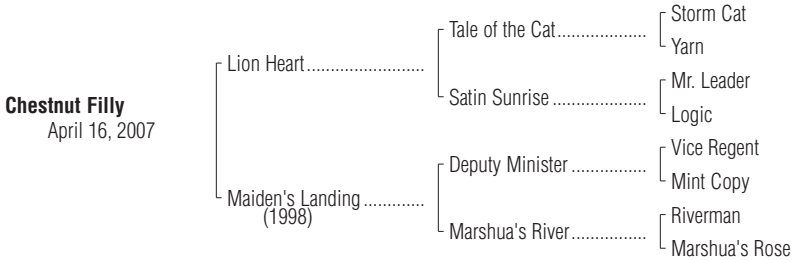 Storm Cat
Tale of the Cat...................
Yarn
Lion Heart.........................
Mr. Leader
Satin Sunrise ....................
Logic
Chestnut Filly
April 16, 2007
Vice Regent
Deputy Minister ................
Mint Copy
Maiden's Landing .............
(1998)
Riverman
Marshua's River................
Marshua's Rose